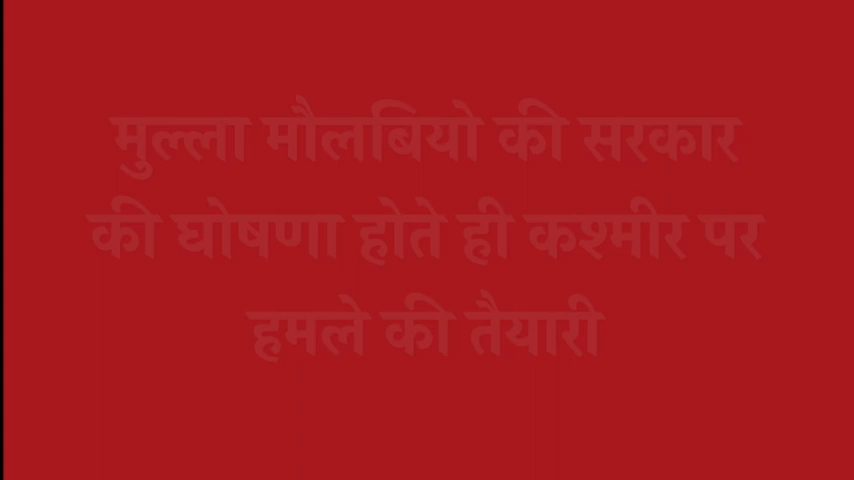 मुल्ला मौलबियो की सरकार
की घोषणा होते ही कश्मीर पर
हमले की तैयारी